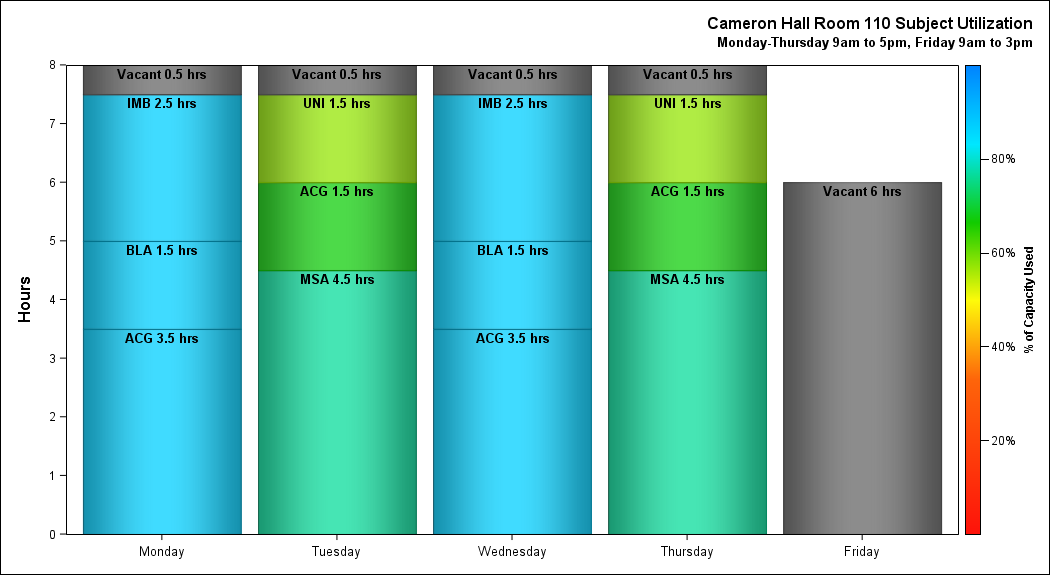 Cameron Hall Room 110 Subject Utilization
Monday-Thursday 9am to 5pm, Friday 9am to 3pm
Hours
8
7
6
5
4
3
2
1
0
Vacant 0.5 hrs
IMB 2.5 hrs
BLA 1.5 hrs
ACG 3.5 hrs
Vacant 0.5 hrs
UNI 1.5 hrs
ACG 1.5 hrs
MSA 4.5 hrs
Vacant 0.5 hrs
IMB 2.5 hrs
BLA 1.5 hrs
ACG 3.5 hrs
Vacant 0.5 hrs
UNI 1.5 hrs
ACG 1.5 hrs
MSA 4.5 hrs
Vacant 6 hrs
Monday
Tuesday
Wednesday
Thursday
Friday
80%
60%
40%
20%
% of Capacity Used